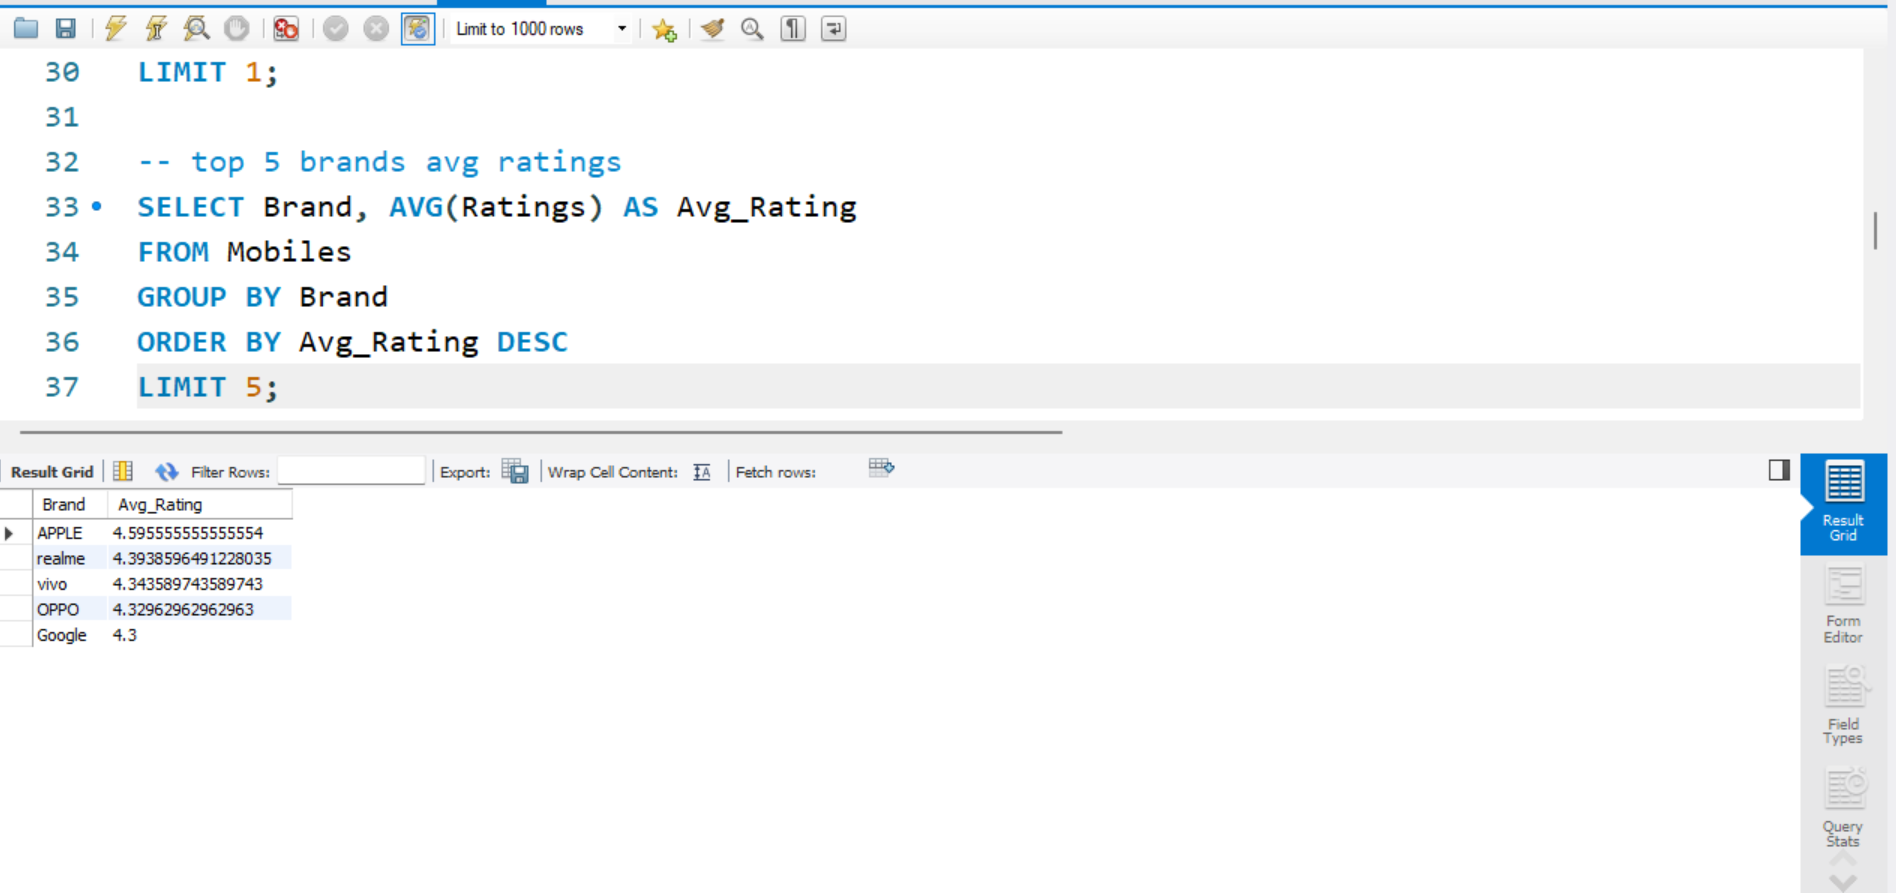 Limit to 1000 rows
30 LIMIT 1;
31
32 -- top 5 brands avg ratings
33 SELECT Brand, AVG(Ratings) AS Avg_Rating
34 FROM Mobiles
35 GROUP BY Brand
36 ORDER BY Avg_Rating DESC
37 LIMIT 5;
Result Grid Filter Rows: Export: Wrap Cell Content: Fetch rows:
Brand Avg_Rating
APPLE 4.595555555555554
realme 4.3938596491228035
vivo 4.343589743589743
OPPO 4.32962962962963
Google 4.3
Result
Grid
Form
Editor
Field
Types
Query
Stats